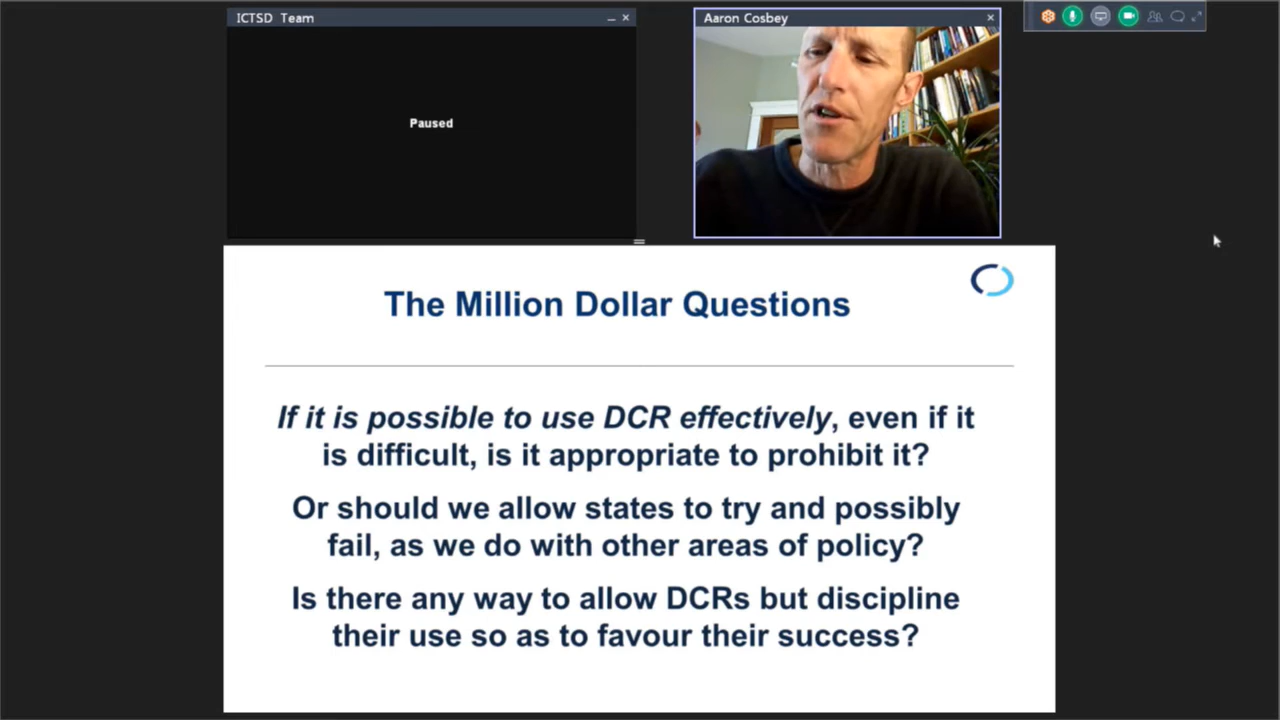 ICTSD Team
Aaron Cosbey
Paused
The Million Dollar Questions
If it is possible to use DCR effectively, even if it
is difficult, is it appropriate to prohibit it?
Or should we allow states to try and possibly
fail, as we do with other areas of policy?
Is there any way to allow DCRs but discipline
their use so as to favour their success?